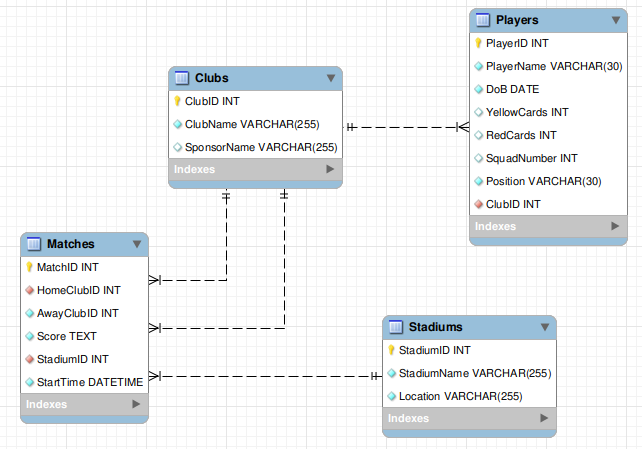 Players
PlayerID INT
PlayerName VARCHAR(30)
DoB DATE
YellowCards INT
RedCards INT
SquadNumber INT
Position VARCHAR(30)
ClubID INT
Indexes
Clubs
ClubID INT
ClubName VARCHAR(255)
SponsorName VARCHAR(255)
Indexes
Matches
MatchID INT
HomeClubID INT
AwayClubID INT
Score TEXT
StadiumID INT
StartTime DATETIME
Indexes
Stadiums
StadiumID INT
StadiumName VARCHAR(255)
Location VARCHAR(255)
Indexes